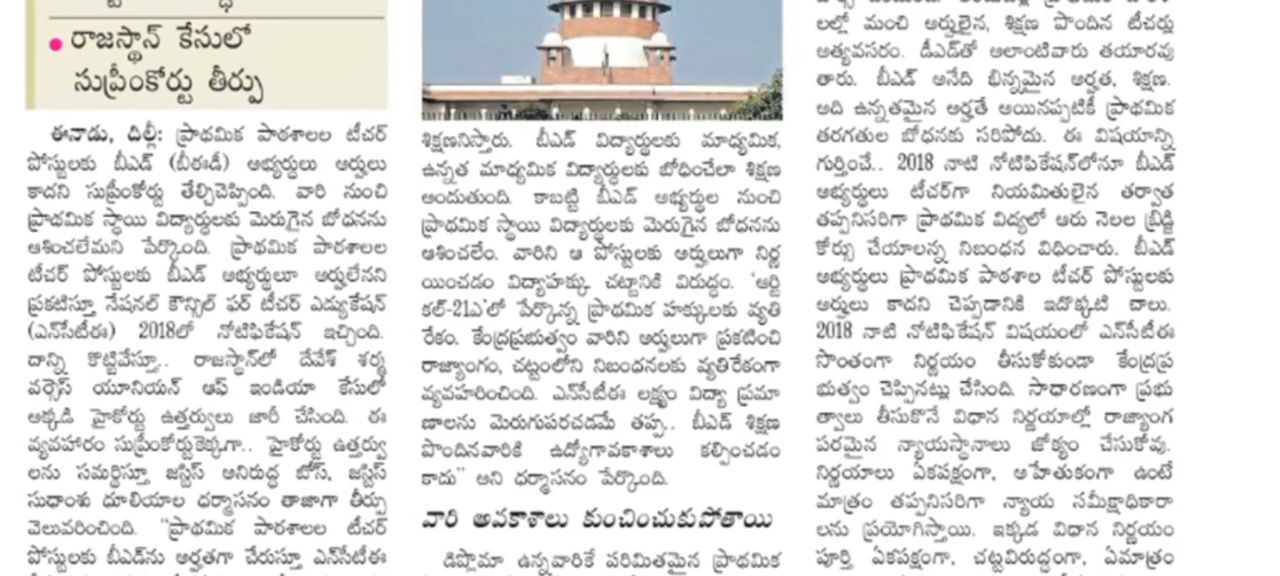 • రాజస్థాన్ కేసులో
సుప్రీంకోర్టు తీర్పు
ఈనాడు, దిల్లీ: ప్రాథమిక పాఠశాలల టీచర్
పోస్టులకు బీఎడ్ (బీఈడీ) అభ్యర్థులు అర్హులు
కాదని సుప్రీంకోర్టు తేల్చిచెప్పింది. వారి నుంచి
ప్రాథమిక స్థాయి విద్యార్థులకు మెరుగైన బోధనను
ఆశించలేమని పేర్కొంది. ప్రాథమిక పాఠశాలల
టీచర్ పోస్టులకు బీఎడ్ అభ్యర్థులూ అర్హులేనని
ప్రకటిస్తూ నేషనల్ కౌన్సిల్ ఫర్ టీచర్ ఎడ్యుకేషన్
(ఎన్‌సీటీఈ) 2018లో నోటిఫికేషన్ ఇచ్చింది.
దాన్ని కొట్టివేస్తూ.. రాజస్థాన్‌లో దేవేశ్ శర్మ
వర్సెస్ యూనియన్ ఆఫ్ ఇండియా కేసులో
అక్కడి హైకోర్టు ఉత్తర్వులు జారీ చేసింది. ఈ
వ్యవహారం సుప్రీంకోర్టుకెక్కగా.. హైకోర్టు ఉత్తర్వు
లను సమర్థిస్తూ జస్టిస్ అనిరుద్ధ బోస్, జస్టిస్
సుధాంశు ధూలియాల ధర్మాసనం తాజాగా తీర్పు
వెలువరించింది. "ప్రాథమిక పాఠశాలల టీచర్
పోస్టులకు బీఎడ్‌ను అర్హతగా చేరుస్తూ ఎన్‌సీటీఈ
శిక్షణనిస్తారు. బీఎడ్ విద్యార్థులకు మాధ్యమిక,
ఉన్నత మాధ్యమిక విద్యార్థులకు బోధించేలా శిక్షణ
అందుతుంది. కాబట్టి బీఎడ్ అభ్యర్థుల నుంచి
ప్రాథమిక స్థాయి విద్యార్థులకు మెరుగైన బోధనను
ఆశించలేం. వారిని ఆ పోస్టులకు అర్హులుగా నిర్ణ
యించడం విద్యాహక్కు చట్టానికి విరుద్ధం. 'ఆర్టి
కల్-21ఎ'లో పేర్కొన్న ప్రాథమిక హక్కులకు వ్యతి
రేకం. కేంద్రప్రభుత్వం వారిని అర్హులుగా ప్రకటించి
రాజ్యాంగం, చట్టంలోని నిబంధనలకు వ్యతిరేకంగా
వ్యవహరించింది. ఎన్‌సీటీఈ లక్ష్యం విద్యా ప్రమా
ణాలను మెరుగుపరచడమే తప్ప.. బీఎడ్ శిక్షణ
పొందినవారికి ఉద్యోగావకాశాలు కల్పించడం
కాదు" అని ధర్మాసనం పేర్కొంది.
వారి అవకాశాలు కుంచించుకుపోతాయి
డిప్లొమా ఉన్నవారికే పరిమితమైన ప్రాథమిక
లల్లో మంచి అర్హులైన, శిక్షణ పొందిన టీచర్లు
అత్యవసరం. డీఎడ్‌తో అలాంటివారు తయారవు
తారు. బీఎడ్ అనేది భిన్నమైన అర్హత, శిక్షణ.
అది ఉన్నతమైన అర్హతే అయినప్పటికీ ప్రాథమిక
తరగతుల బోధనకు సరిపోదు. ఈ విషయాన్ని
గుర్తించే.. 2018 నాటి నోటిఫికేషన్‌లోనూ బీఎడ్
అభ్యర్థులు టీచర్‌గా నియమితులైన తర్వాత
తప్పనిసరిగా ప్రాథమిక విద్యలో ఆరు నెలల బ్రిడ్జి
కోర్సు చేయాలన్న నిబంధన విధించారు. బీఎడ్
అభ్యర్థులు ప్రాథమిక పాఠశాల టీచర్ పోస్టులకు
అర్హులు కాదని చెప్పడానికి ఇదొక్కటి చాలు.
2018 నాటి నోటిఫికేషన్ విషయంలో ఎన్‌సీటీఈ
సొంతంగా నిర్ణయం తీసుకోకుండా కేంద్రప్ర
భుత్వం చెప్పినట్లు చేసింది. సాధారణంగా ప్రభు
త్వాలు తీసుకొనే విధాన నిర్ణయాల్లో రాజ్యాంగ
పరమైన న్యాయస్థానాలు జోక్యం చేసుకోవు.
నిర్ణయాలు ఏకపక్షంగా, అహేతుకంగా ఉంటే
మాత్రం తప్పనిసరిగా న్యాయ సమీక్షాధికారా
లను ప్రయోగిస్తాయి. ఇక్కడ విధాన నిర్ణయం
పూర్తి ఏకపక్షంగా, చట్టవిరుద్ధంగా, ఏమాత్రం